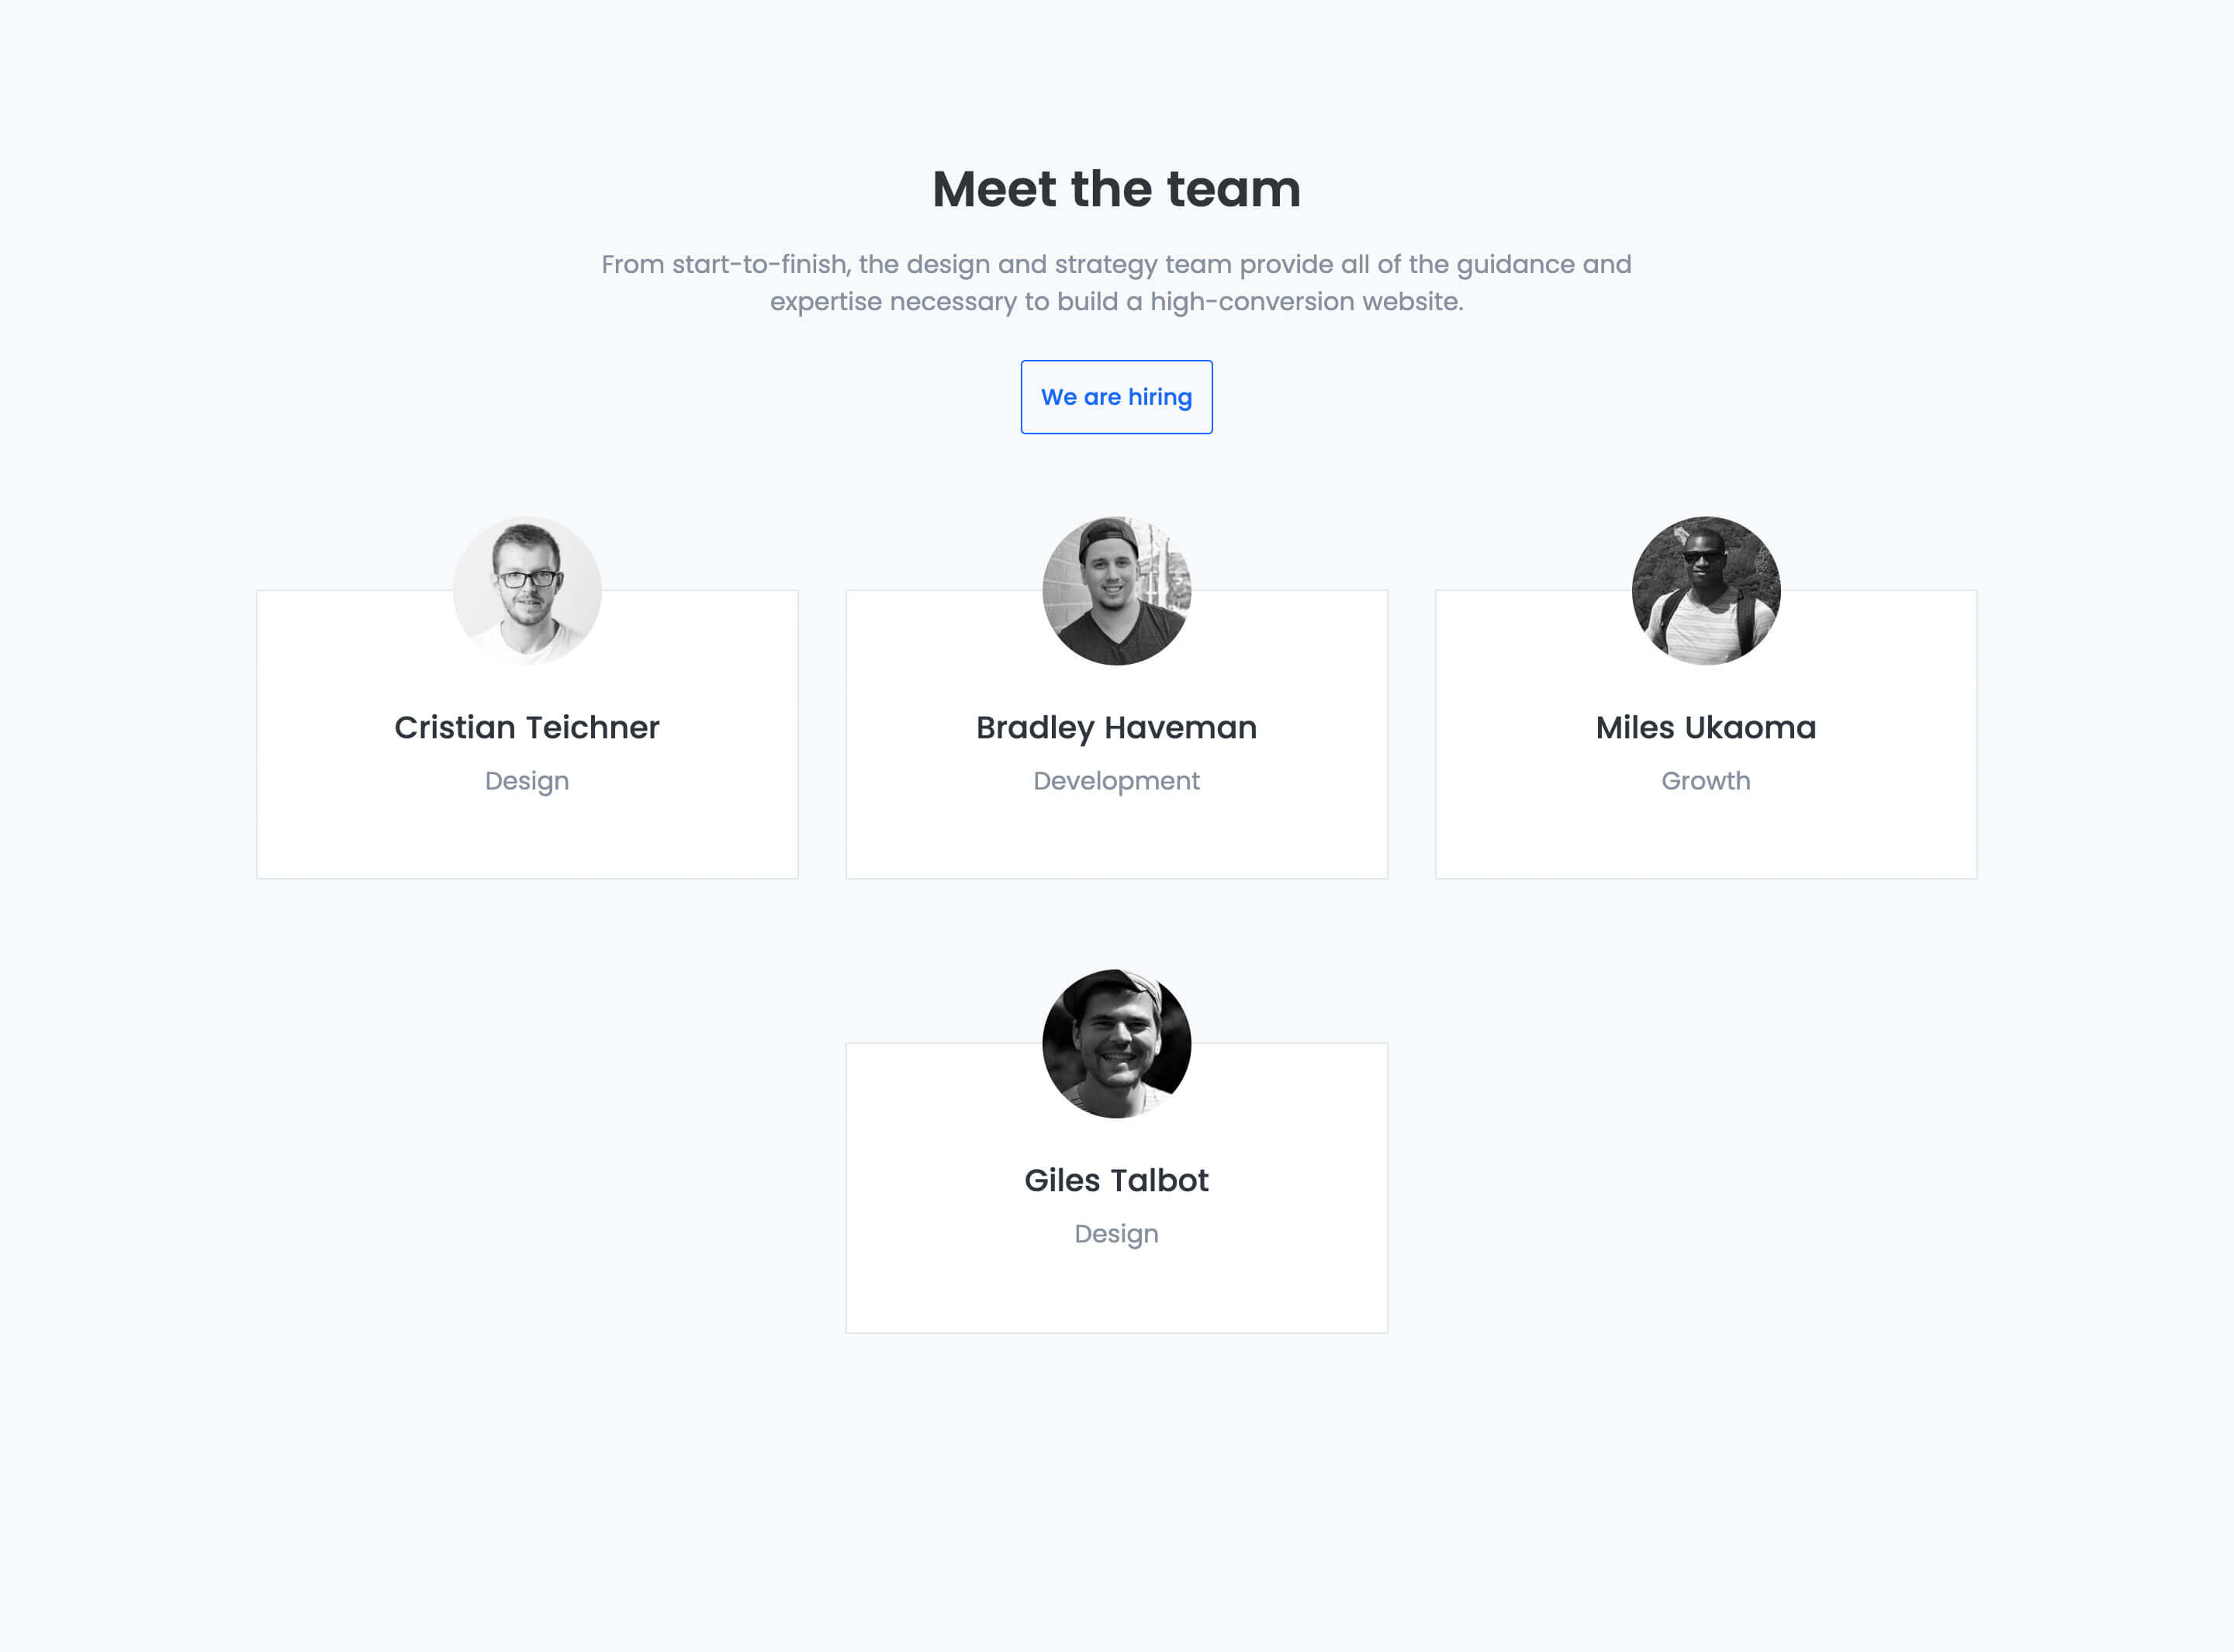 Meet the team
From start-to-finish, the design and strategy team provide all of the guidance and
expertise necessary to build a high-conversion website.
We are hiring
Cristian Teichner
Design
Bradley Haveman
Development
Miles Ukaoma
Growth
Giles Talbot
Design